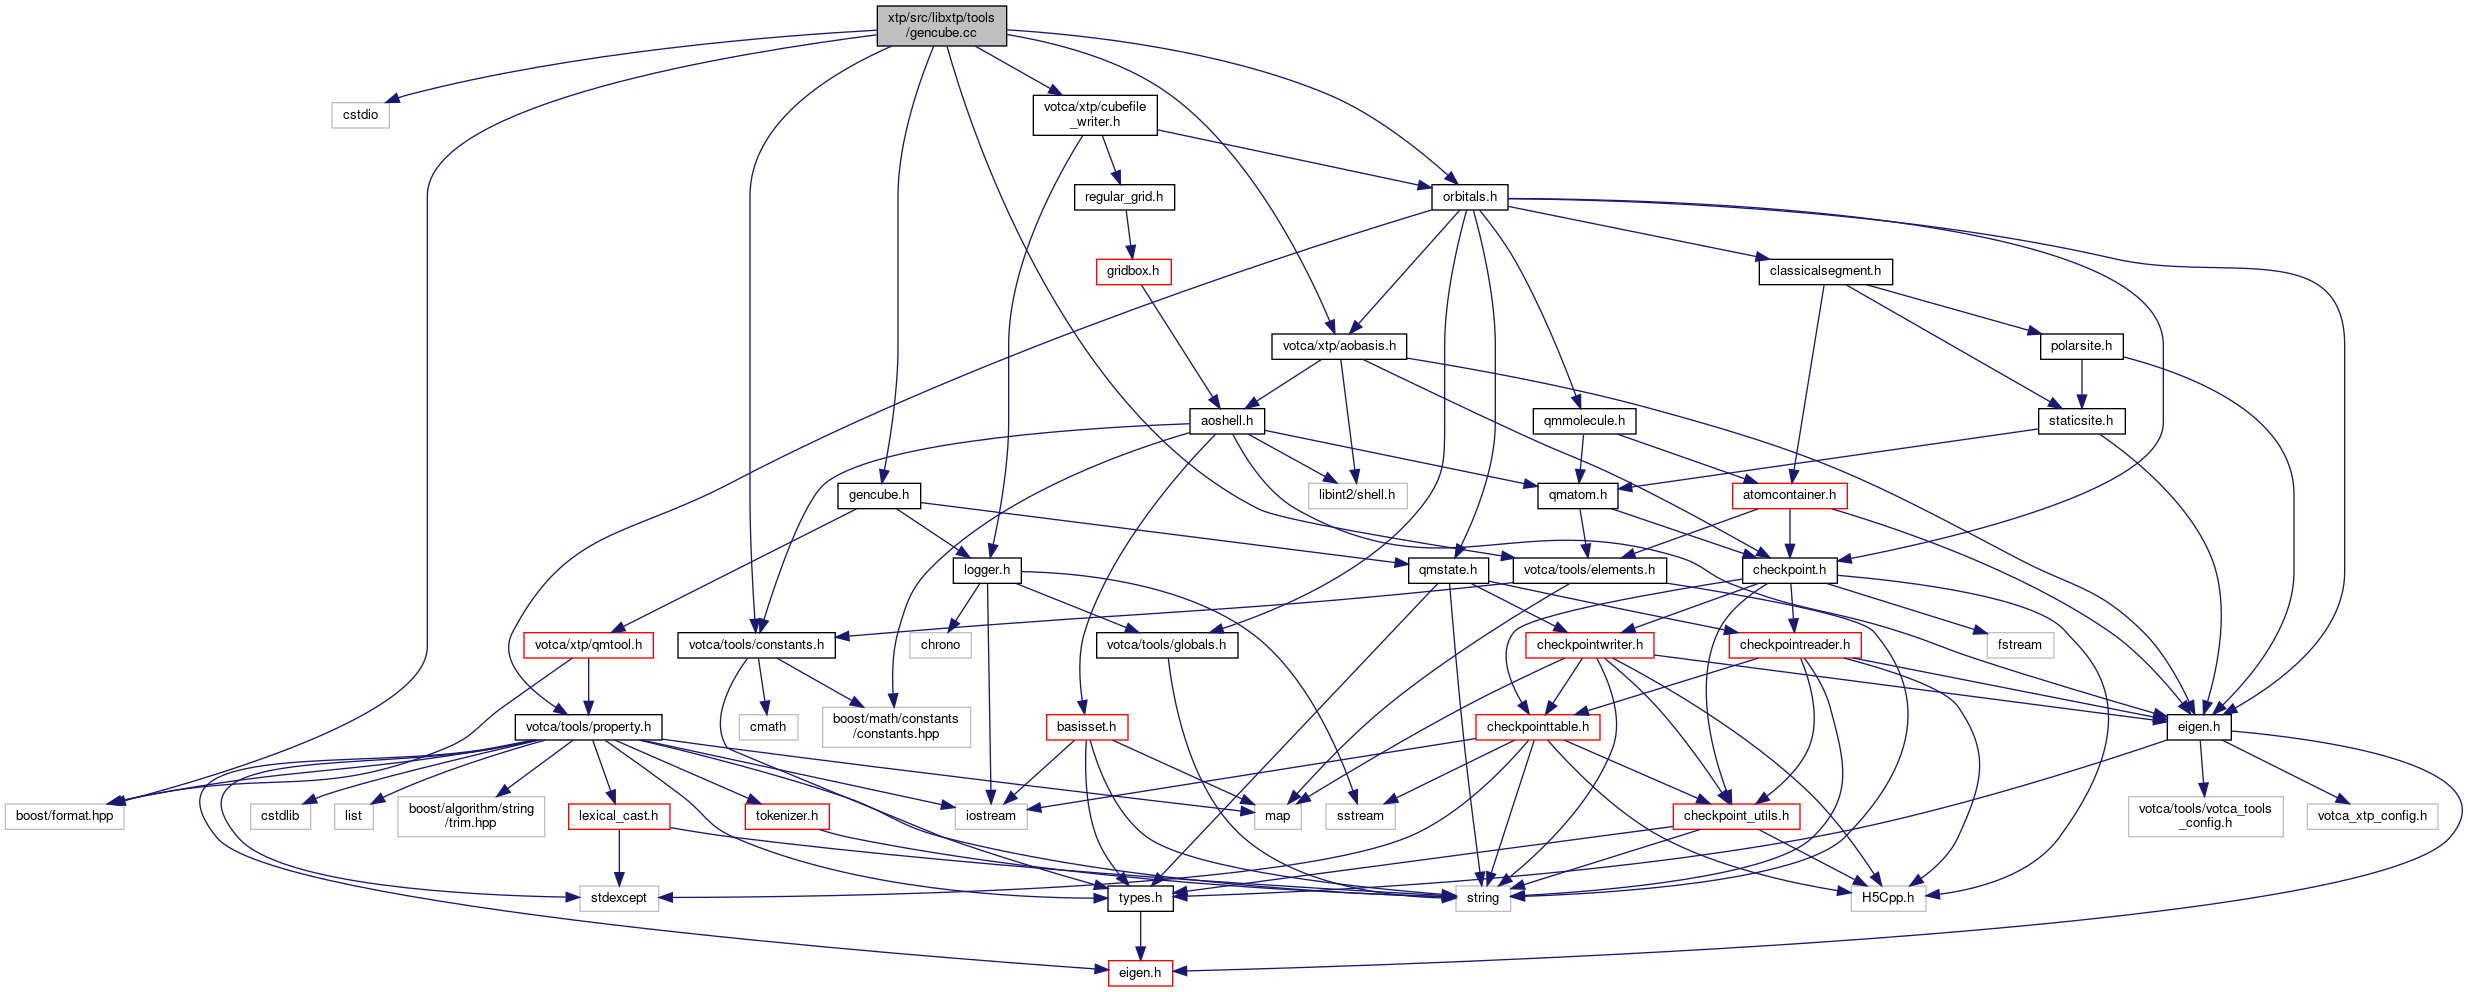 xtp/src/libxtp/tools
/gencube.cc
cstdio
votca/xtp/cubefile
_writer.h
regular_grid.h
orbitals.h
gridbox.h
classicalsegment.h
votca/xtp/aobasis.h
polarsite.h
aoshell.h
qmmolecule.h
staticsite.h
gencube.h
libint2/shell.h
qmatom.h
atomcontainer.h
logger.h
qmstate.h
votca/tools/elements.h
checkpoint.h
votca/xtp/qmtool.h
votca/tools/constants.h
chrono
votca/tools/globals.h
checkpointwriter.h
checkpointreader.h
fstream
votca/tools/property.h
cmath
boost/math/constants
/constants.hpp
basisset.h
checkpointtable.h
eigen.h
boost/format.hpp
cstdlib
list
boost/algorithm/string
/trim.hpp
lexical_cast.h
tokenizer.h
iostream
map
sstream
checkpoint_utils.h
votca/tools/votca_tools
_config.h
votca_xtp_config.h
stdexcept
types.h
string
H5Cpp.h
eigen.h